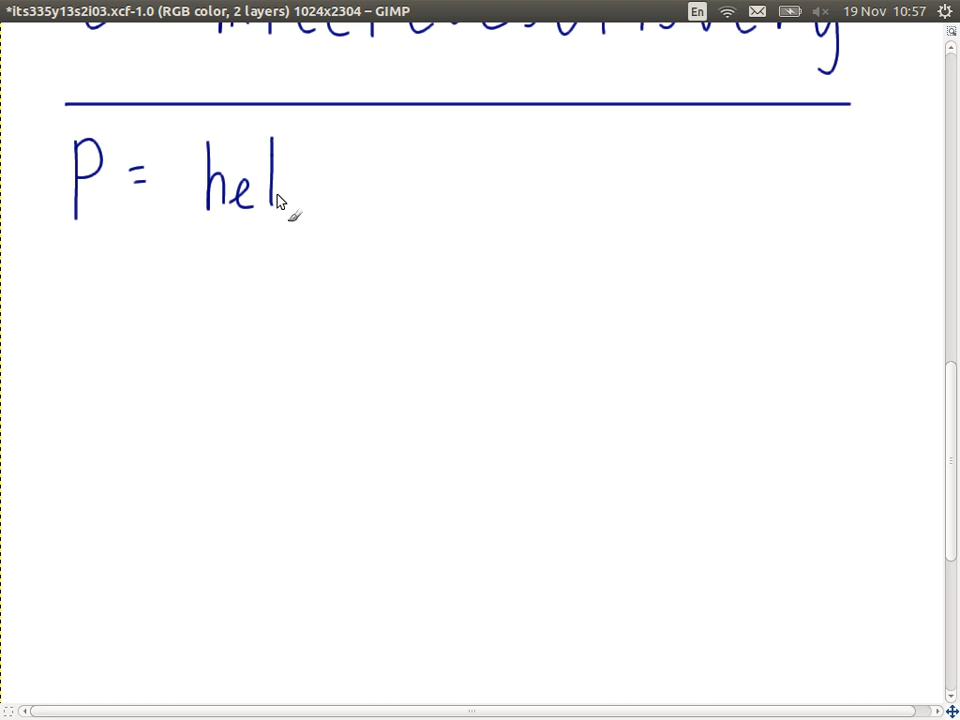 *its335y13s2i03.xcf-1.0 (RGB color, 2 layers) 1024x2304 – GIMP
En
19 Nov 10:57
P = hel